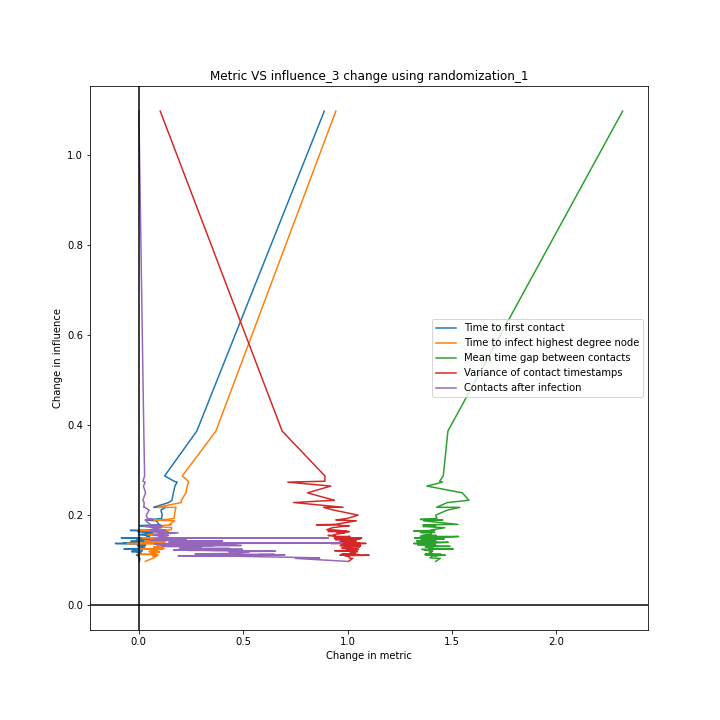 Metric VS influence_3 change using randomization_1
Change in influence
1.0
0.8
0.6
0.4
0.2
0.0
Time to first contact
Time to infect highest degree node
Mean time gap between contacts
Variance of contact timestamps
Contacts after infection
0.0 0.5 1.0 1.5 2.0
Change in metric